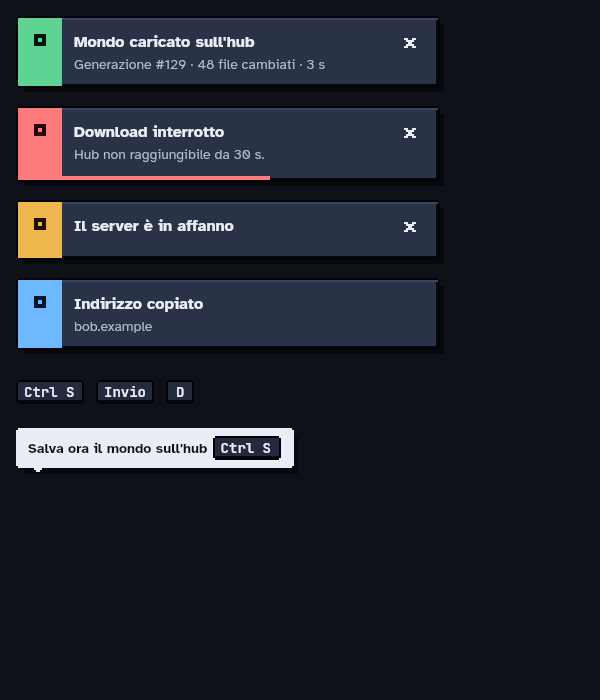 Mondo caricato sull'hub
Generazione #129 · 48 file cambiati · 3 s
Download interrotto
Hub non raggiungibile da 30 s.
Il server è in affanno
Indirizzo copiato
bob.example
Ctrl S Invio D
Salva ora il mondo sull'hub Ctrl S